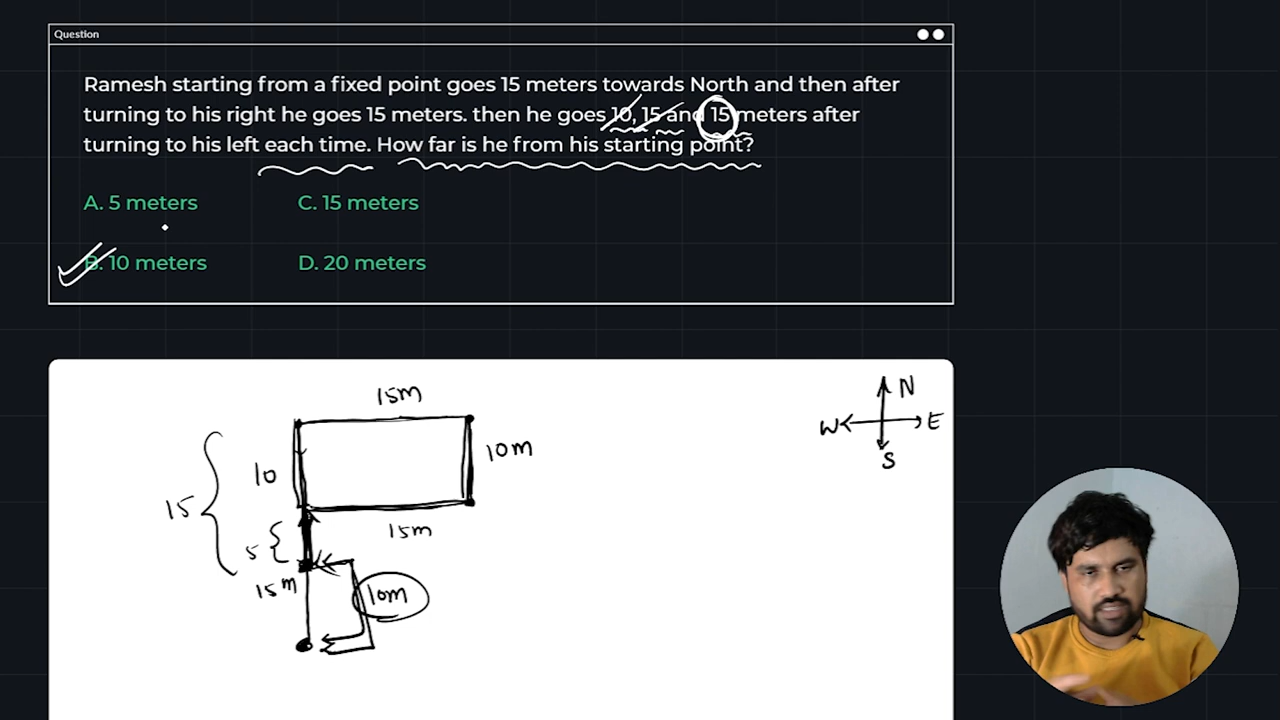 Question
Ramesh starting from a fixed point goes 15 meters towards North and then after
turning to his right he goes 15 meters. then he goes 10, 15 and 15 meters after
turning to his left each time. How far is he from his starting point?
A. 5 meters
C. 15 meters
B. 10 meters
D. 20 meters
15m
N
W
E
S
10
10m
15
15m
5
15m
10m